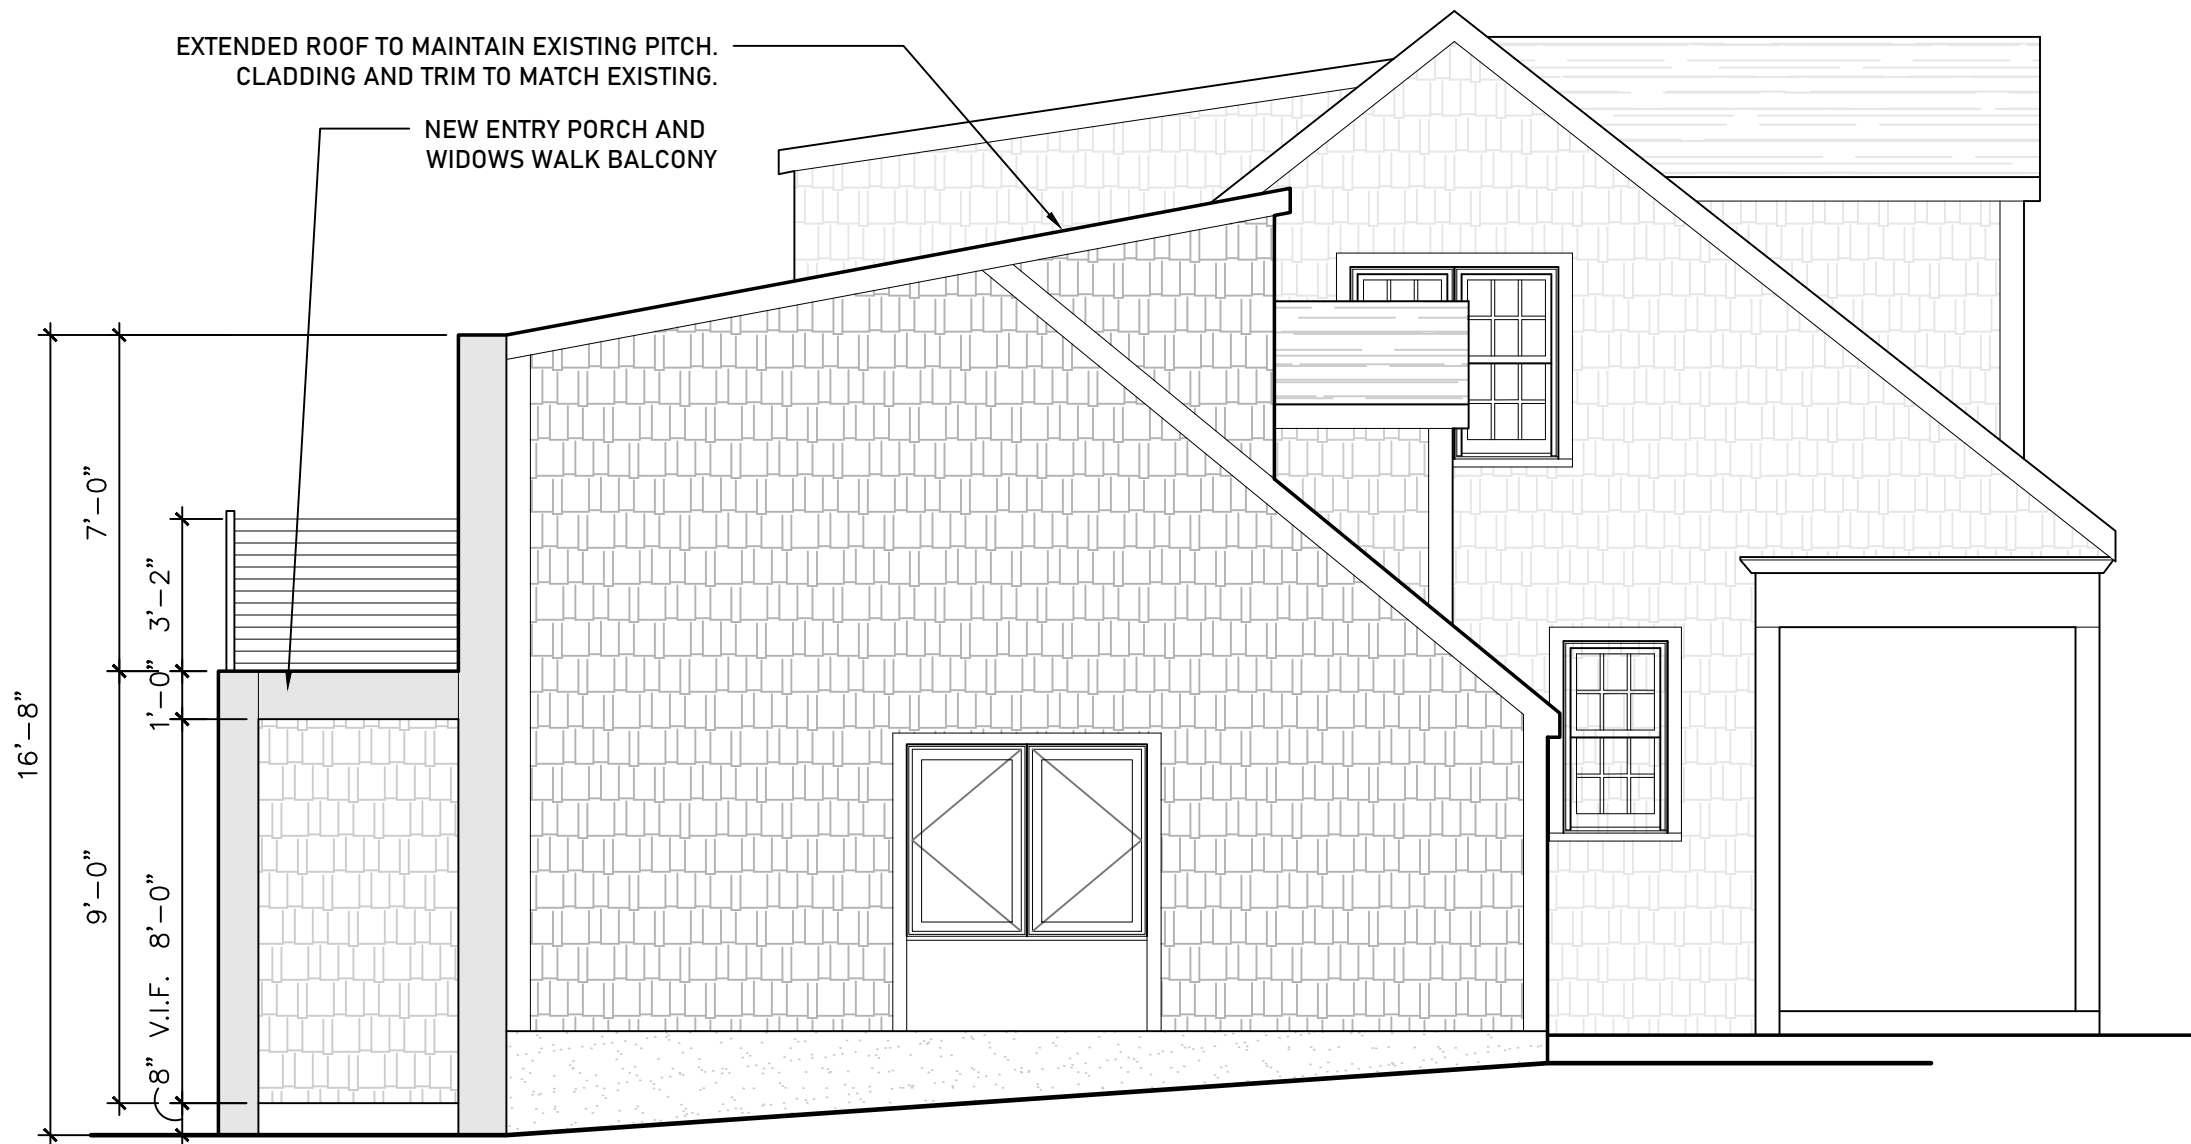 EXTENDED ROOF TO MAINTAIN EXISTING PITCH.
CLADDING AND TRIM TO MATCH EXISTING.
NEW ENTRY PORCH AND
WIDOWS WALK BALCONY
7'-0"
3'-2"
1'-0"
16'-8"
9'-0"
8" V.I.F. 8'-0"